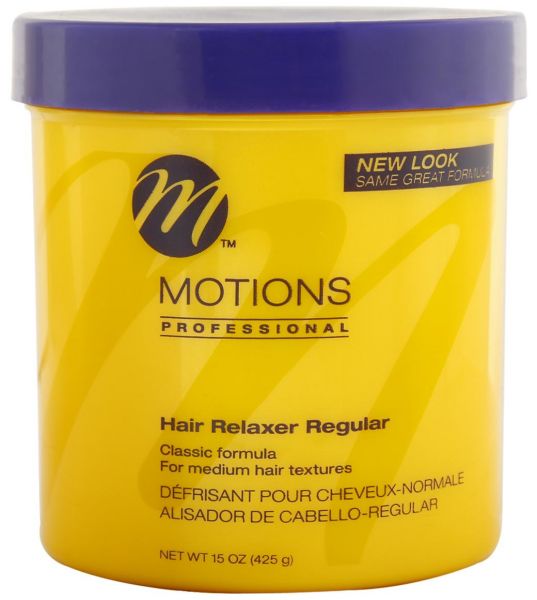 NEW LOOK
SAME GREAT FORMULA
m
TM
MOTIONS
PROFESSIONAL
Hair Relaxer Regular
Classic formula
For medium hair textures
DÉFRISANT POUR CHEVEUX-NORMALE
ALISADOR DE CABELLO-REGULAR
NET WT 15 OZ (425 g)